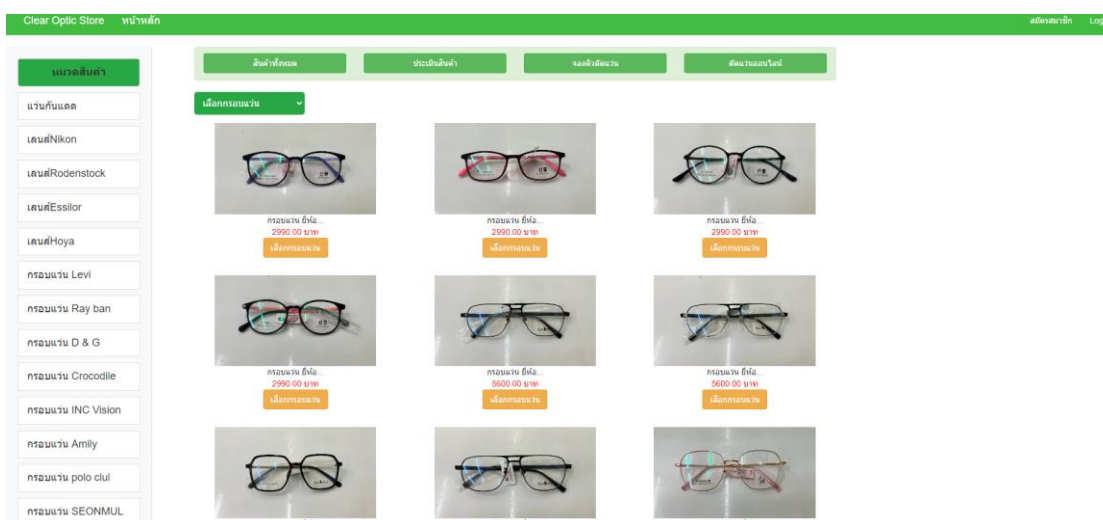 Clear Optic Store หน้าหลัก
สมัครสมาชิก Log
หมวดสินค้า
แว่นกันแดด
เลนส์Nikon
เลนส์Rodenstock
เลนส์Essilor
เลนส์Hoya
กรอบแว่น Levi
กรอบแว่น Ray ban
กรอบแว่น D & G
กรอบแว่น Crocodile
กรอบแว่น INC Vision
กรอบแว่น Amily
กรอบแว่น polo clul
กรอบแว่น SEONMUL
สินค้าทั้งหมด ประเมินสินค้า จองคิวตัดแว่น ตัดแว่นออนไลน์
เลือกกรอบแว่น
กรอบแว่น ยี่ห้อ... กรอบแว่น ยี่ห้อ... กรอบแว่น ยี่ห้อ...
2990.00 บาท 2990.00 บาท 2990.00 บาท
เลือกกรอบแว่น เลือกกรอบแว่น เลือกกรอบแว่น
กรอบแว่น ยี่ห้อ... กรอบแว่น ยี่ห้อ... กรอบแว่น ยี่ห้อ...
2990.00 บาท 5600.00 บาท 5600.00 บาท
เลือกกรอบแว่น เลือกกรอบแว่น เลือกกรอบแว่น